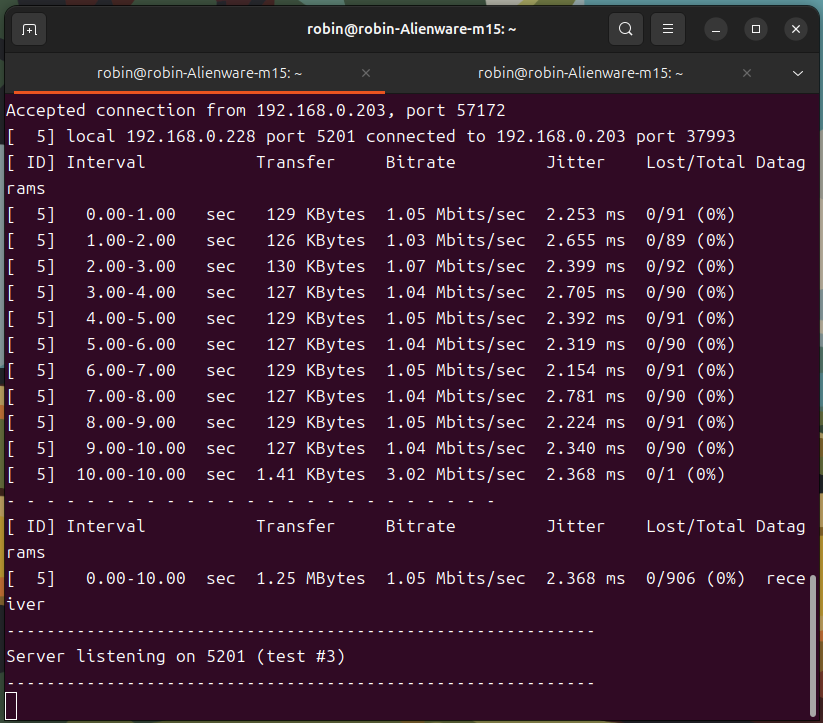 robin@robin-Alienware-m15: ~
robin@robin-Alienware-m15: ~ robin@robin-Alienware-m15: ~
Accepted connection from 192.168.0.203, port 57172
[  5] local 192.168.0.228 port 5201 connected to 192.168.0.203 port 37993
[ ID] Interval           Transfer     Bitrate         Jitter    Lost/Total Datag
rams
[  5]   0.00-1.00   sec   129 KBytes  1.05 Mbits/sec  2.253 ms  0/91 (0%)
[  5]   1.00-2.00   sec   126 KBytes  1.03 Mbits/sec  2.655 ms  0/89 (0%)
[  5]   2.00-3.00   sec   130 KBytes  1.07 Mbits/sec  2.399 ms  0/92 (0%)
[  5]   3.00-4.00   sec   127 KBytes  1.04 Mbits/sec  2.705 ms  0/90 (0%)
[  5]   4.00-5.00   sec   129 KBytes  1.05 Mbits/sec  2.392 ms  0/91 (0%)
[  5]   5.00-6.00   sec   127 KBytes  1.04 Mbits/sec  2.319 ms  0/90 (0%)
[  5]   6.00-7.00   sec   129 KBytes  1.05 Mbits/sec  2.154 ms  0/91 (0%)
[  5]   7.00-8.00   sec   127 KBytes  1.04 Mbits/sec  2.781 ms  0/90 (0%)
[  5]   8.00-9.00   sec   129 KBytes  1.05 Mbits/sec  2.224 ms  0/91 (0%)
[  5]   9.00-10.00  sec   127 KBytes  1.04 Mbits/sec  2.340 ms  0/90 (0%)
[  5]  10.00-10.00  sec  1.41 KBytes  3.02 Mbits/sec  2.368 ms  0/1 (0%)
- - - - - - - - - - - - - - - - - - - - - - - - -
[ ID] Interval           Transfer     Bitrate         Jitter    Lost/Total Datag
rams
[  5]   0.00-10.00  sec  1.25 MBytes  1.05 Mbits/sec  2.368 ms  0/906 (0%)  rece
iver
-----------------------------------------------------------
Server listening on 5201 (test #3)
-----------------------------------------------------------